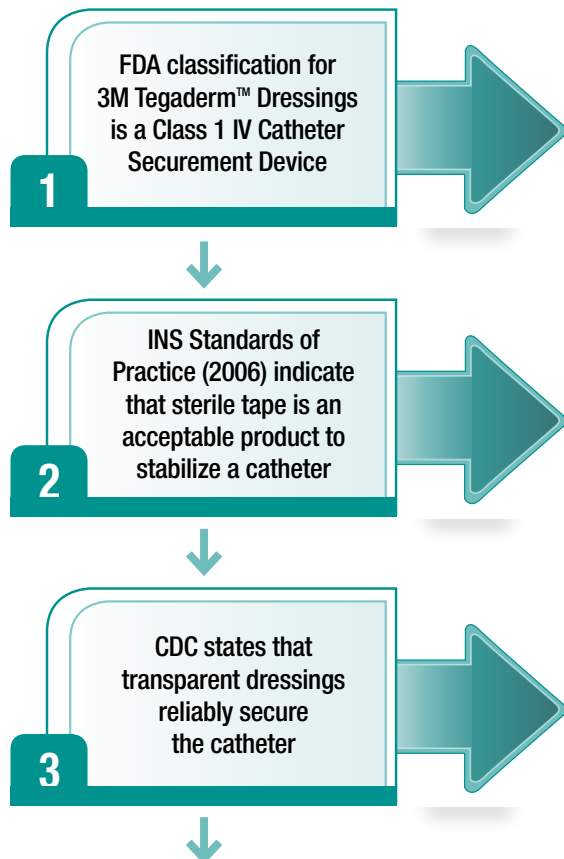 FDA classification for
3M Tegaderm™ Dressings
is a Class 1 IV Catheter
Securement Device
1
INS Standards of
Practice (2006) indicate
that sterile tape is an
acceptable product to
stabilize a catheter
2
CDC states that
transparent dressings
reliably secure
the catheter
3